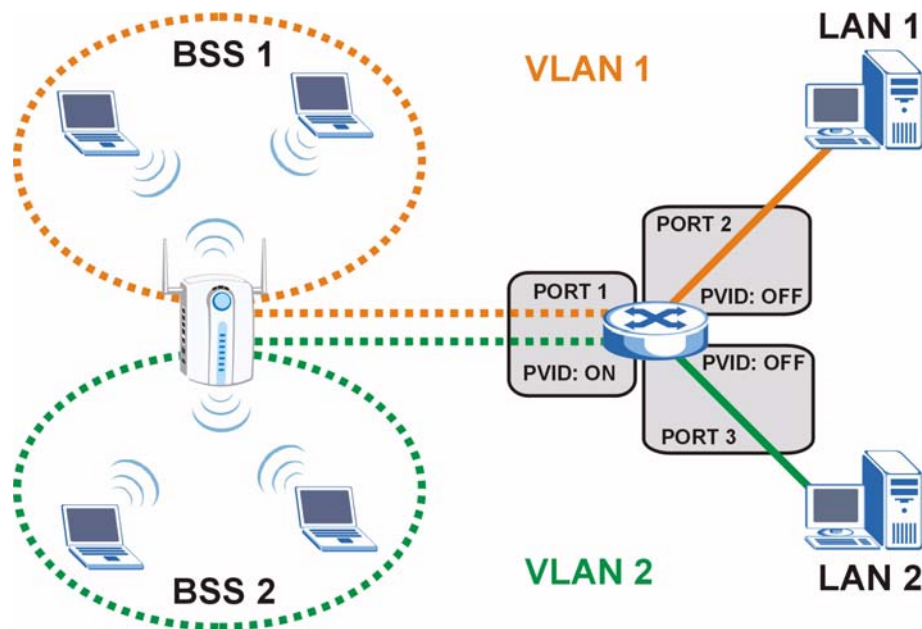 BSS 1
VLAN 1
LAN 1
PORT 2
PVID: OFF
PORT 1
PVID: ON
PVID: OFF
PORT 3
BSS 2
VLAN 2
LAN 2